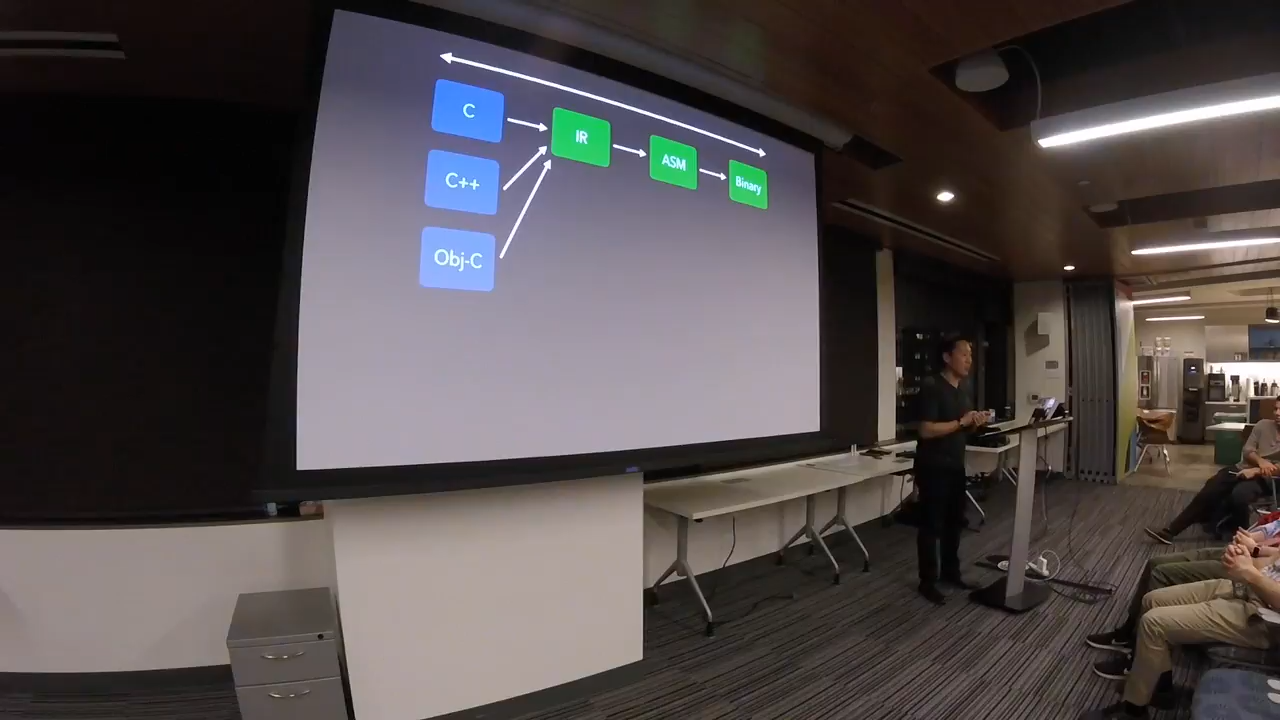 C
IR
ASM
Binary
C++
Obj-C